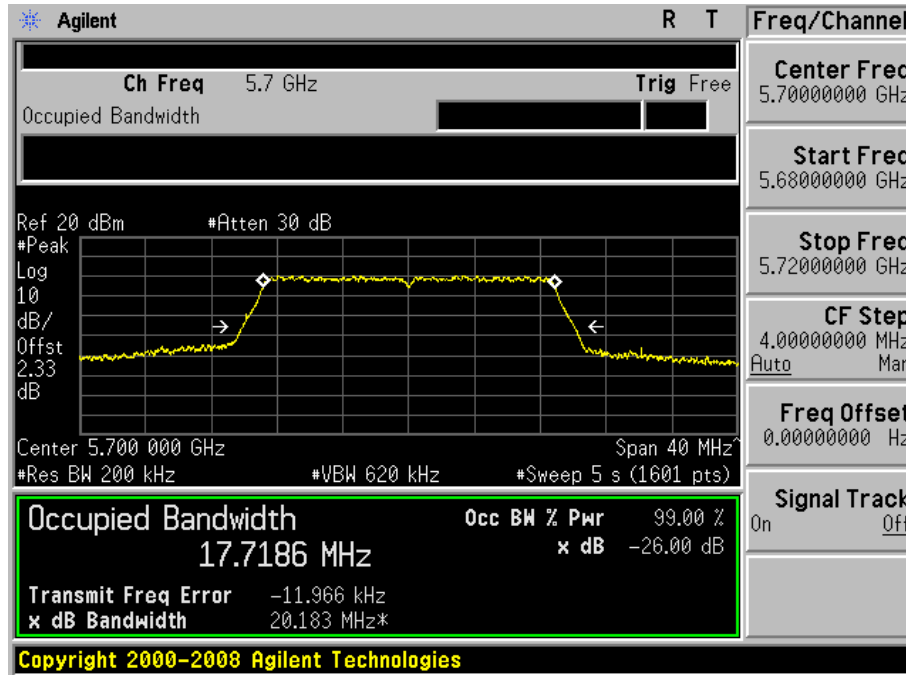 Agilent R T
Ch Freq 5.7 GHz Trig Free
Occupied Bandwidth
Ref 20 dBm #Atten 30 dB
#Peak
Log
10
dB/
Offst
2.33
dB
Center 5.700 000 GHz Span 40 MHz^
#Res BW 200 kHz #VBW 620 kHz #Sweep 5 s (1601 pts)
Occupied Bandwidth Occ BW % Pwr 99.00 %
17.7186 MHz x dB -26.00 dB
Transmit Freq Error -11.966 kHz
x dB Bandwidth 20.183 MHz*
Copyright 2000-2008 Agilent Technologies
Freq/Channel
Center Freq
5.70000000 GHz
Start Freq
5.68000000 GHz
Stop Freq
5.72000000 GHz
CF Step
4.00000000 MHz
Auto Man
Freq Offset
0.00000000 Hz
Signal Track
On Off